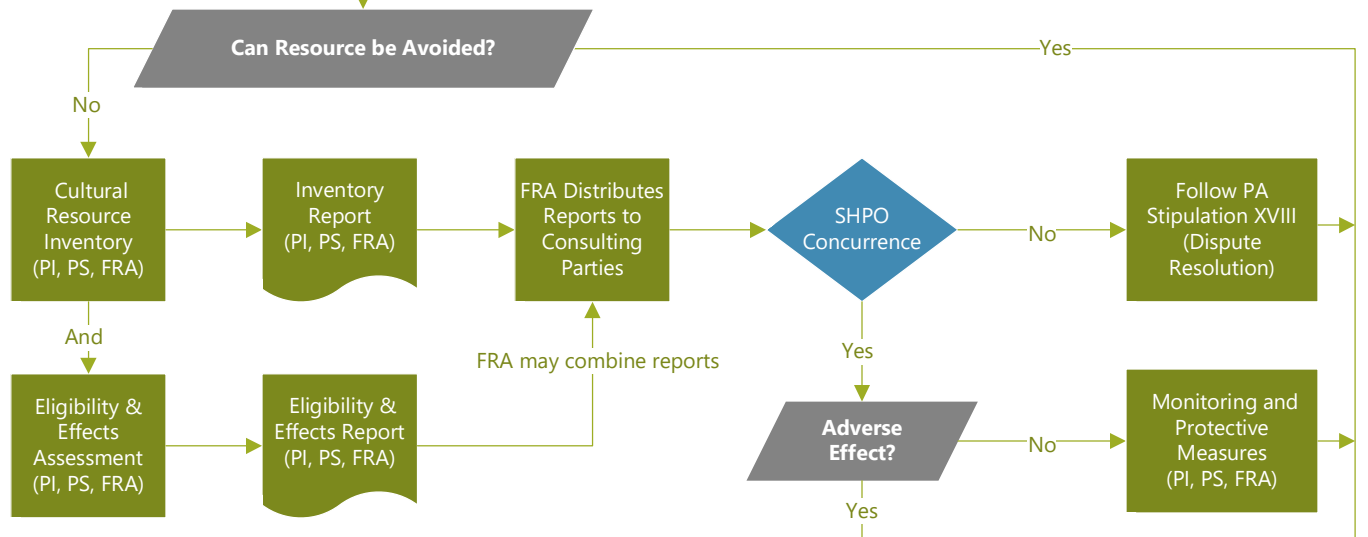 Can Resource be Avoided?
Yes
No
Cultural
Resource
Inventory
(PI, PS, FRA)
Inventory
Report
(PI, PS, FRA)
FRA Distributes
Reports to
Consulting
Parties
SHPO
Concurrence
No
Follow PA
Stipulation XVIII
(Dispute
Resolution)
And
Yes
FRA may combine reports
Eligibility &
Effects
Assessment
(PI, PS, FRA)
Eligibility &
Effects Report
(PI, PS, FRA)
Adverse
Effect?
No
Monitoring and
Protective
Measures
(PI, PS, FRA)
Yes